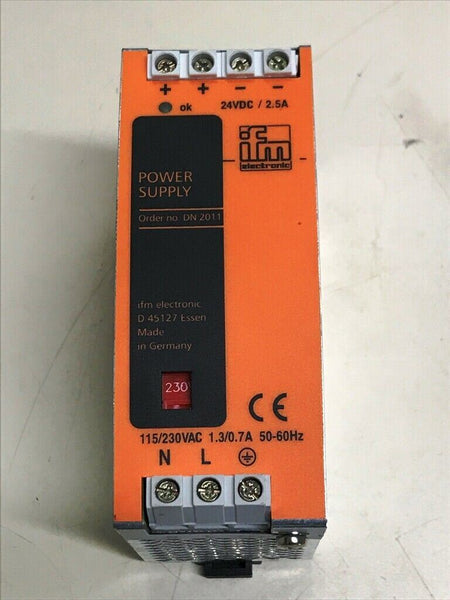 + + − −
ok 24VDC / 2.5A
ifm
electronic
POWER
SUPPLY
Order no. DN 2011
ifm electronic
D 45127 Essen
Made
in Germany
230
CE
115/230VAC 1.3/0.7A 50-60Hz
N L